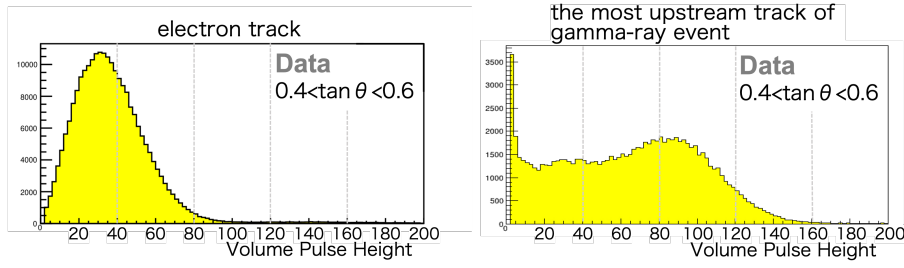 electron track
Data
0.4<tan θ <0.6
10000
8000
6000
4000
2000
0
0 20 40 60 80 100 120 140 160 180 200
Volume Pulse Height
the most upstream track of
gamma-ray event
Data
0.4<tan θ <0.6
3500
3000
2500
2000
1500
1000
500
0
20 40 60 80 100 120 140 160 180 200
Volume Pulse Height